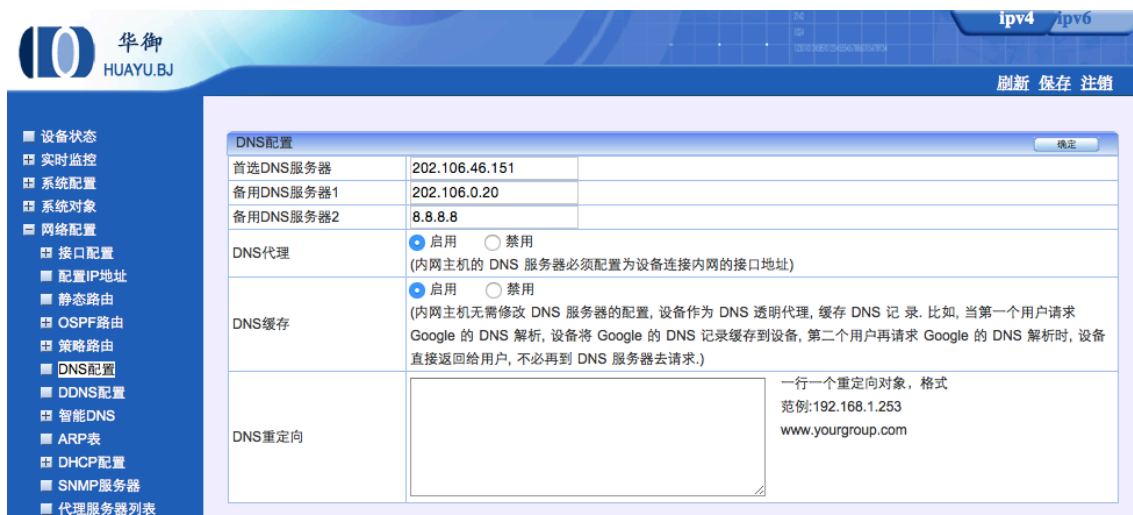 ipv4 ipv6
华御
HUAYU.BJ
刷新 保存 注销
设备状态
实时监控
系统配置
系统对象
网络配置
接口配置
配置IP地址
静态路由
OSPF路由
策略路由
DNS配置
DDNS配置
智能DNS
ARP表
DHCP配置
SNMP服务器
代理服务器列表
DNS配置 确定
首选DNS服务器 202.106.46.151
备用DNS服务器1 202.106.0.20
备用DNS服务器2 8.8.8.8
DNS代理 启用 禁用
(内网主机的 DNS 服务器必须配置为设备连接内网的接口地址)
DNS缓存 启用 禁用
(内网主机无需修改 DNS 服务器的配置, 设备作为 DNS 透明代理, 缓存 DNS 记 录. 比如, 当第一个用户请求
Google 的 DNS 解析, 设备将 Google 的 DNS 记录缓存到设备, 第二个用户再请求 Google 的 DNS 解析时, 设备
直接返回给用户, 不必再到 DNS 服务器去请求.)
DNS重定向
一行一个重定向对象，格式
范例:192.168.1.253
www.yourgroup.com